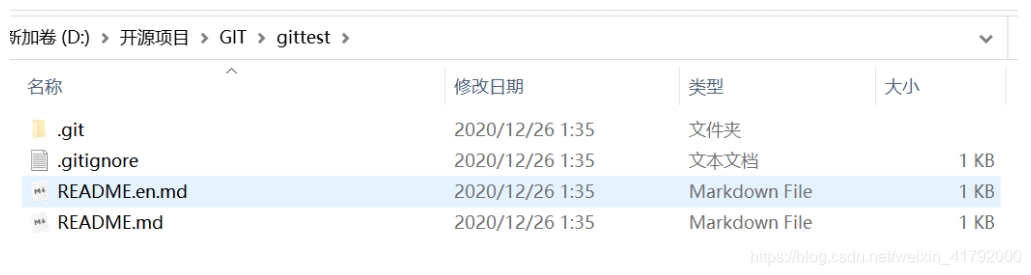 新加卷 (D:) > 开源项目 > GIT > gittest >
名称 修改日期 类型 大小
.git 2020/12/26 1:35 文件夹
.gitignore 2020/12/26 1:35 文本文档 1 KB
README.en.md 2020/12/26 1:35 Markdown File 1 KB
README.md 2020/12/26 1:35 Markdown File 1 KB
https://blog.csdn.net/weixin_41792000